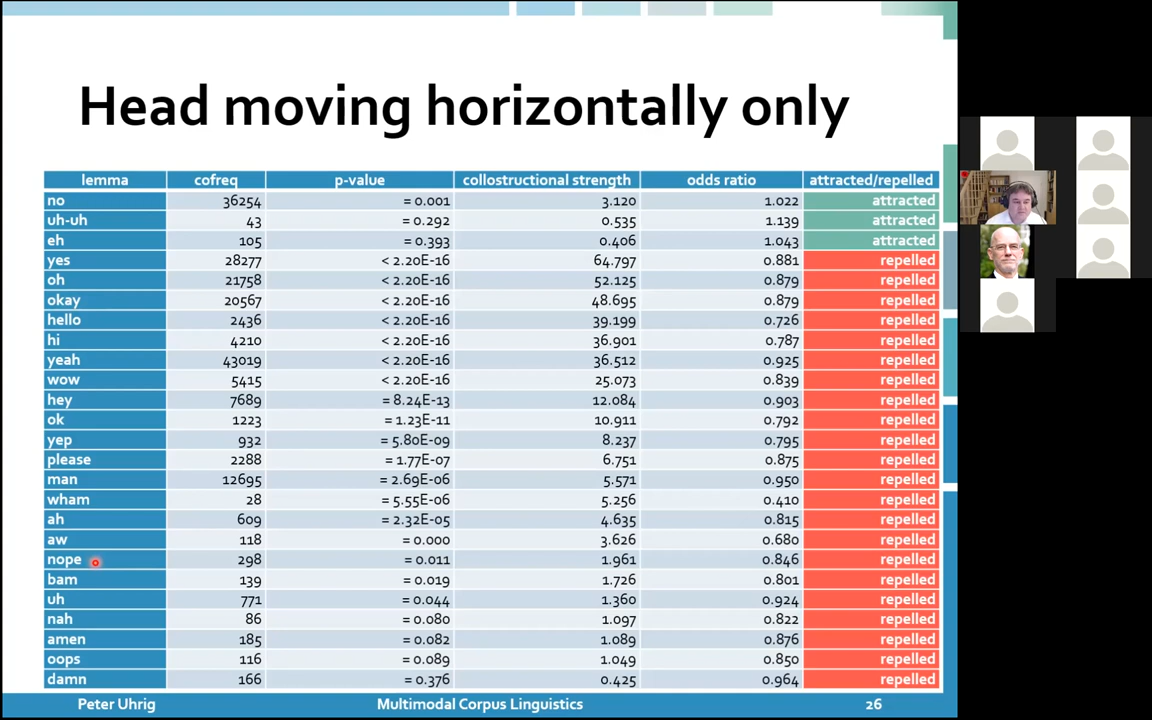 Head moving horizontally only
lemma cofreq p-value collostructional strength odds ratio attracted/repelled
no 36254 = 0.001 3.120 1.022 attracted
uh-uh 43 = 0.292 0.535 1.139 attracted
eh 105 = 0.393 0.406 1.043 attracted
yes 28277 < 2.20E-16 64.797 0.881 repelled
oh 21758 < 2.20E-16 52.125 0.879 repelled
okay 20567 < 2.20E-16 48.695 0.879 repelled
hello 2436 < 2.20E-16 39.199 0.726 repelled
hi 4210 < 2.20E-16 36.901 0.787 repelled
yeah 43019 < 2.20E-16 36.512 0.925 repelled
wow 5415 < 2.20E-16 25.073 0.839 repelled
hey 7689 = 8.24E-13 12.084 0.903 repelled
ok 1223 = 1.23E-11 10.911 0.792 repelled
yep 932 = 5.80E-09 8.237 0.795 repelled
please 2288 = 1.77E-07 6.751 0.875 repelled
man 12695 = 2.69E-06 5.571 0.950 repelled
wham 28 = 5.55E-06 5.256 0.410 repelled
ah 609 = 2.32E-05 4.635 0.815 repelled
aw 118 = 0.000 3.626 0.680 repelled
nope 298 = 0.011 1.961 0.846 repelled
bam 139 = 0.019 1.726 0.801 repelled
uh 771 = 0.044 1.360 0.924 repelled
nah 86 = 0.080 1.097 0.822 repelled
amen 185 = 0.082 1.089 0.876 repelled
oops 116 = 0.089 1.049 0.850 repelled
damn 166 = 0.376 0.425 0.964 repelled
Peter Uhrig Multimodal Corpus Linguistics 26